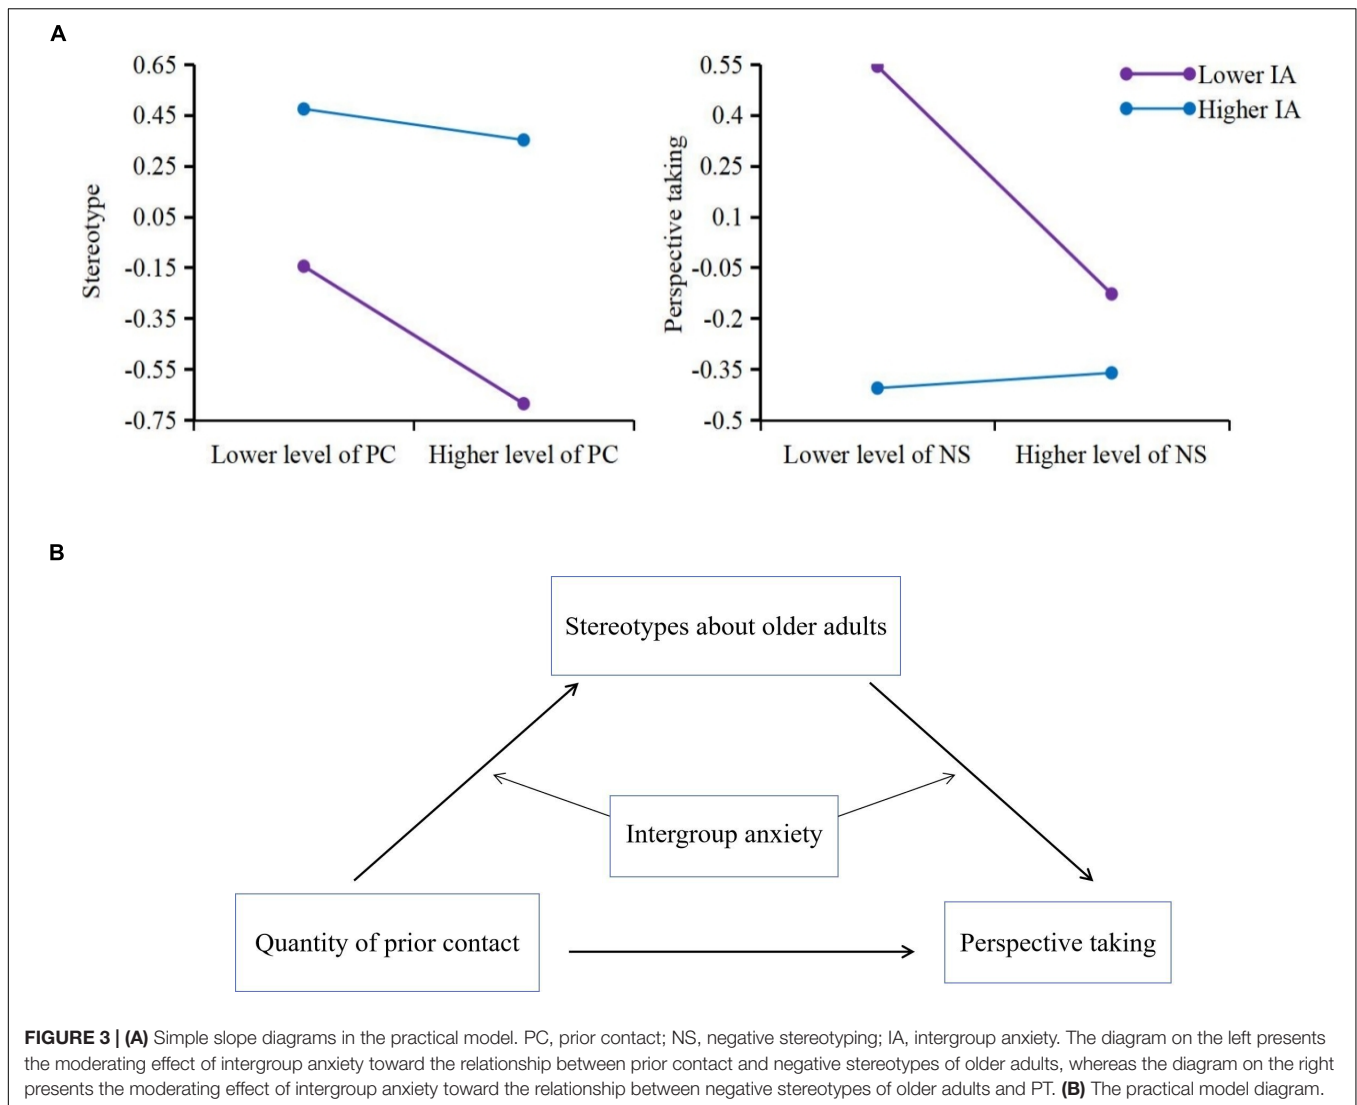 A
0.65
0.45
0.25
0.05
-0.15
-0.35
-0.55
-0.75
Stereotype
Lower level of PC
Higher level of PC
0.55
0.4
0.25
0.1
-0.05
-0.2
-0.35
-0.5
Perspective taking
Lower level of NS
Higher level of NS
Lower IA
Higher IA
B
Stereotypes about older adults
Intergroup anxiety
Quantity of prior contact
Perspective taking
FIGURE 3 | (A) Simple slope diagrams in the practical model. PC, prior contact; NS, negative stereotyping; IA, intergroup anxiety. The diagram on the left presents
the moderating effect of intergroup anxiety toward the relationship between prior contact and negative stereotypes of older adults, whereas the diagram on the right
presents the moderating effect of intergroup anxiety toward the relationship between negative stereotypes of older adults and PT. (B) The practical model diagram.